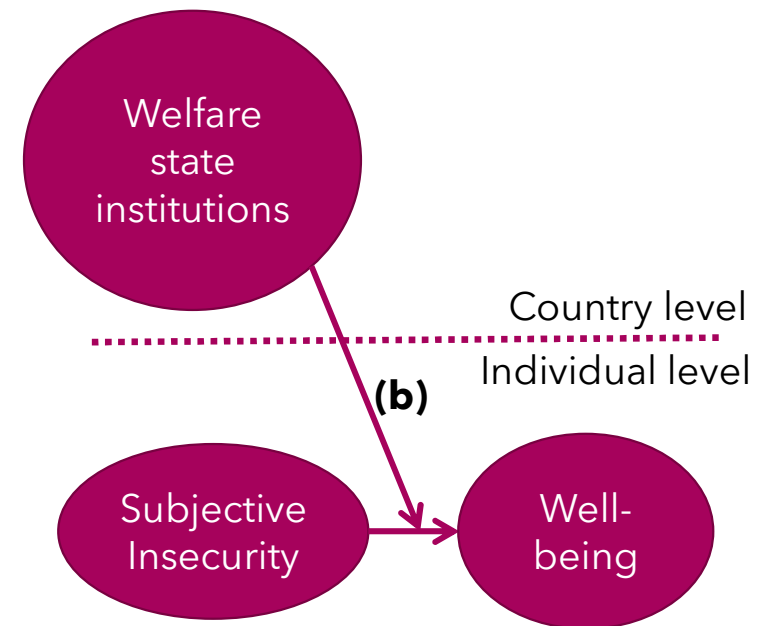 Welfare
state
institutions
Country level
Individual level
(b)
Subjective
Insecurity
Well-
being